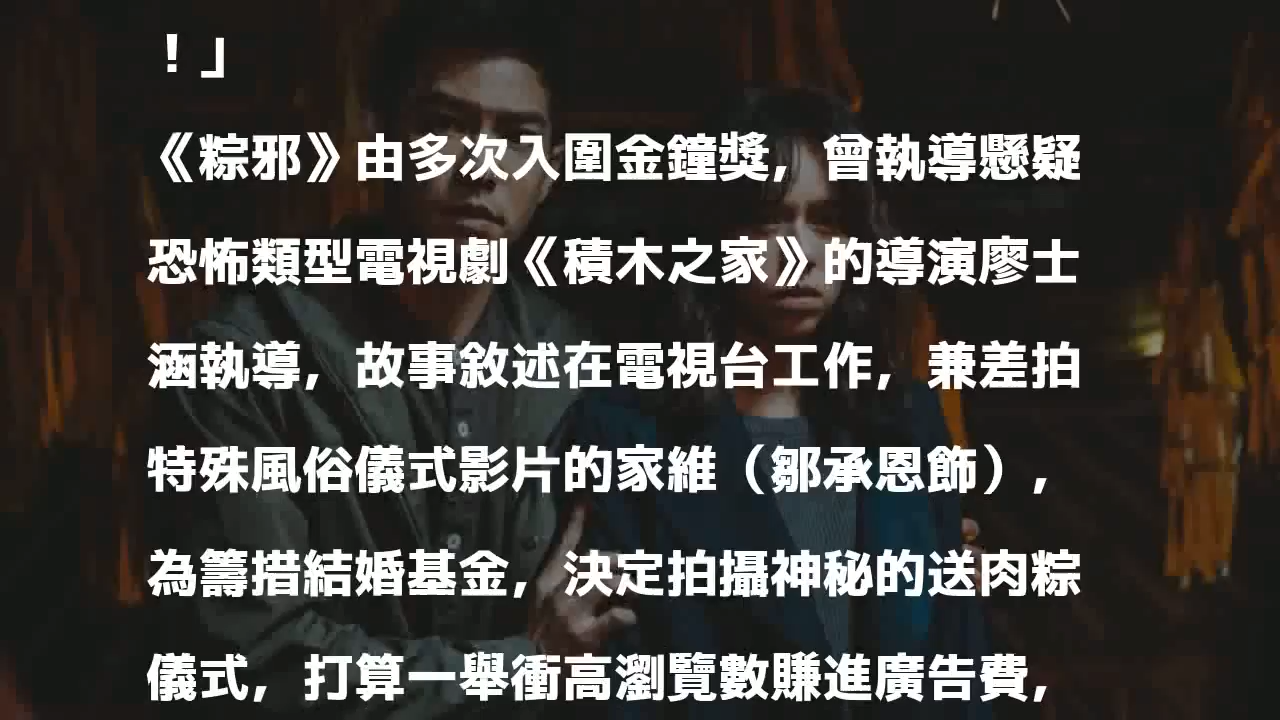 ！」
《粽邪》由多次入圍金鐘獎，曾執導懸疑
恐怖類型電視劇《積木之家》的導演廖士
涵執導，故事敘述在電視台工作，兼差拍
特殊風俗儀式影片的家維（鄒承恩飾），
為籌措結婚基金，決定拍攝神秘的送肉粽
儀式，打算一舉衝高瀏覽數賺進廣告費，